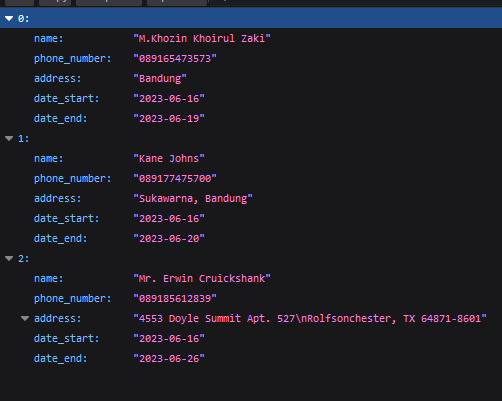 0:
name: "M.Khozin Khoirul Zaki"
phone_number: "089165473573"
address: "Bandung"
date_start: "2023-06-16"
date_end: "2023-06-19"
1:
name: "Kane Johns"
phone_number: "089177475700"
address: "Sukawarna, Bandung"
date_start: "2023-06-16"
date_end: "2023-06-20"
2:
name: "Mr. Erwin Cruickshank"
phone_number: "089185612839"
address: "4553 Doyle Summit Apt. 527\nRolfsonchester, TX 64871-8601"
date_start: "2023-06-16"
date_end: "2023-06-26"